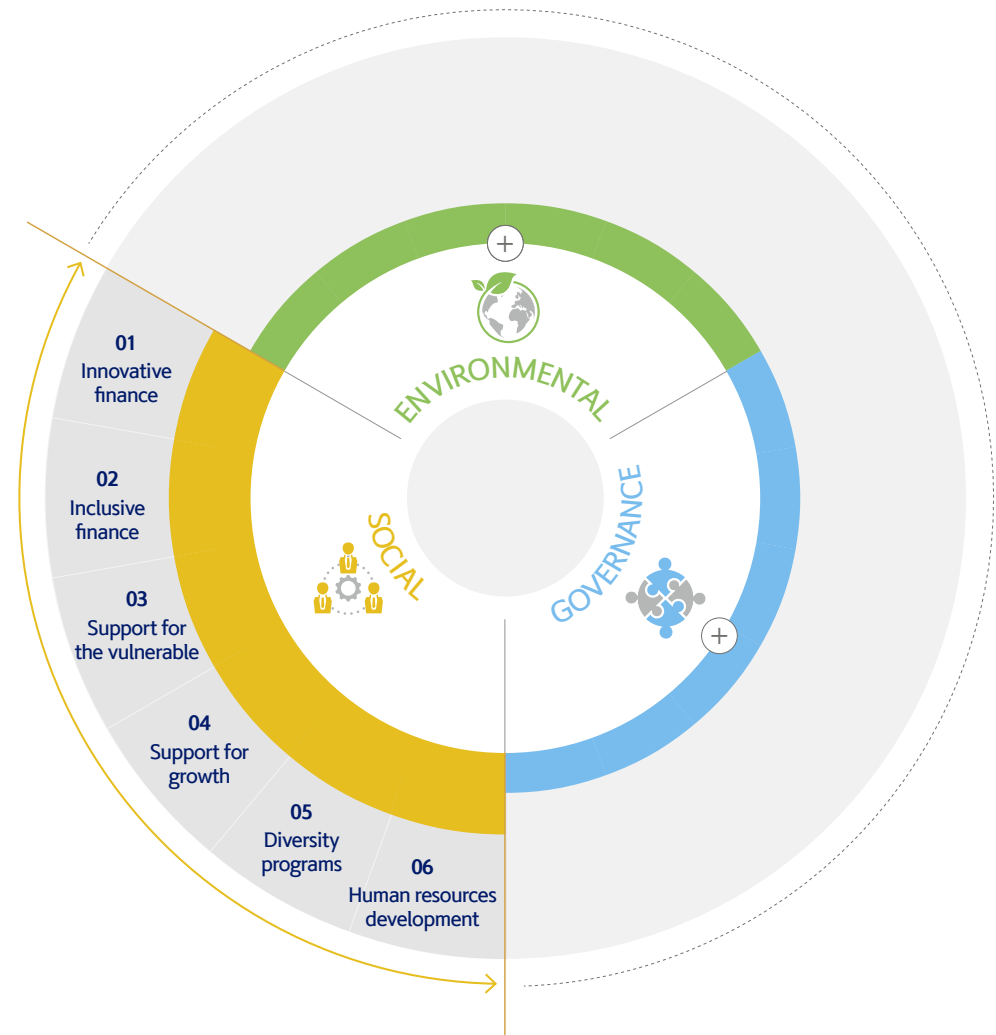 ENVIRONMENTAL
GOVERNANCE
SOCIAL
01
Innovative
finance
02
Inclusive
finance
03
Support for
the vulnerable
04
Support for
growth
05
Diversity
programs
06
Human resources
development